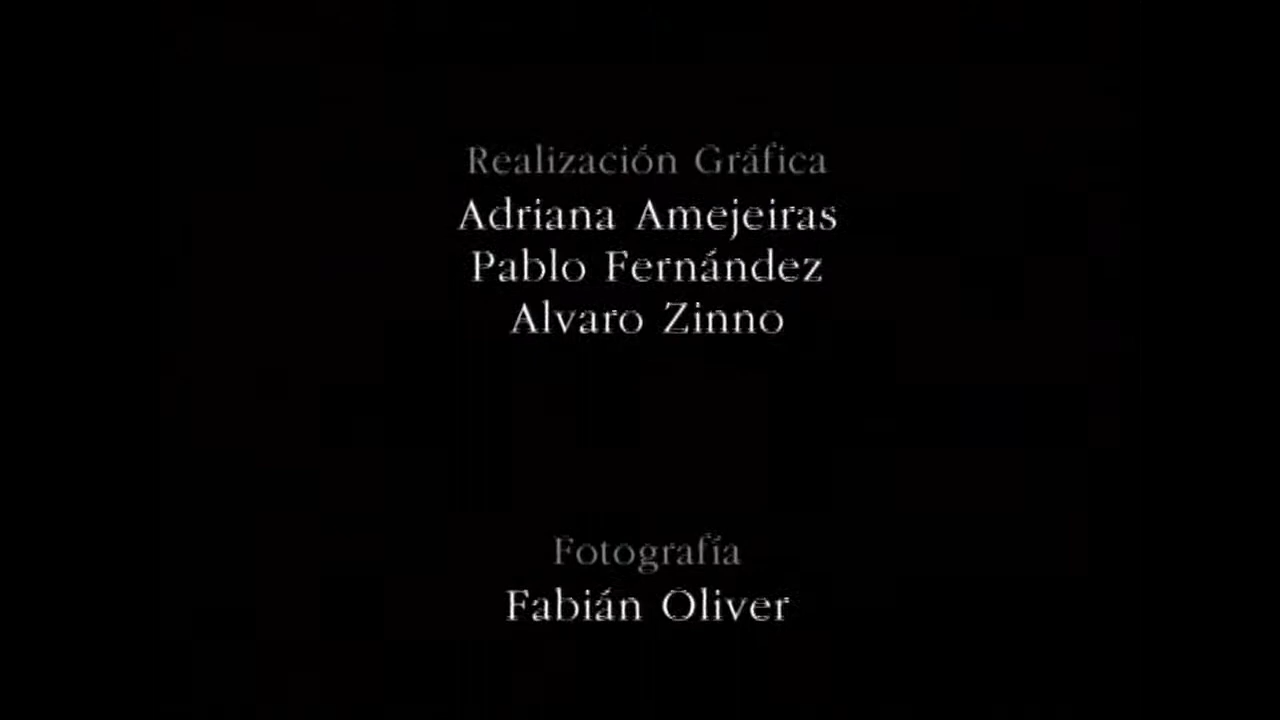 Realización Gráfica
Adriana Amejeiras
Pablo Fernández
Alvaro Zinno
Fotografía
Fabián Oliver